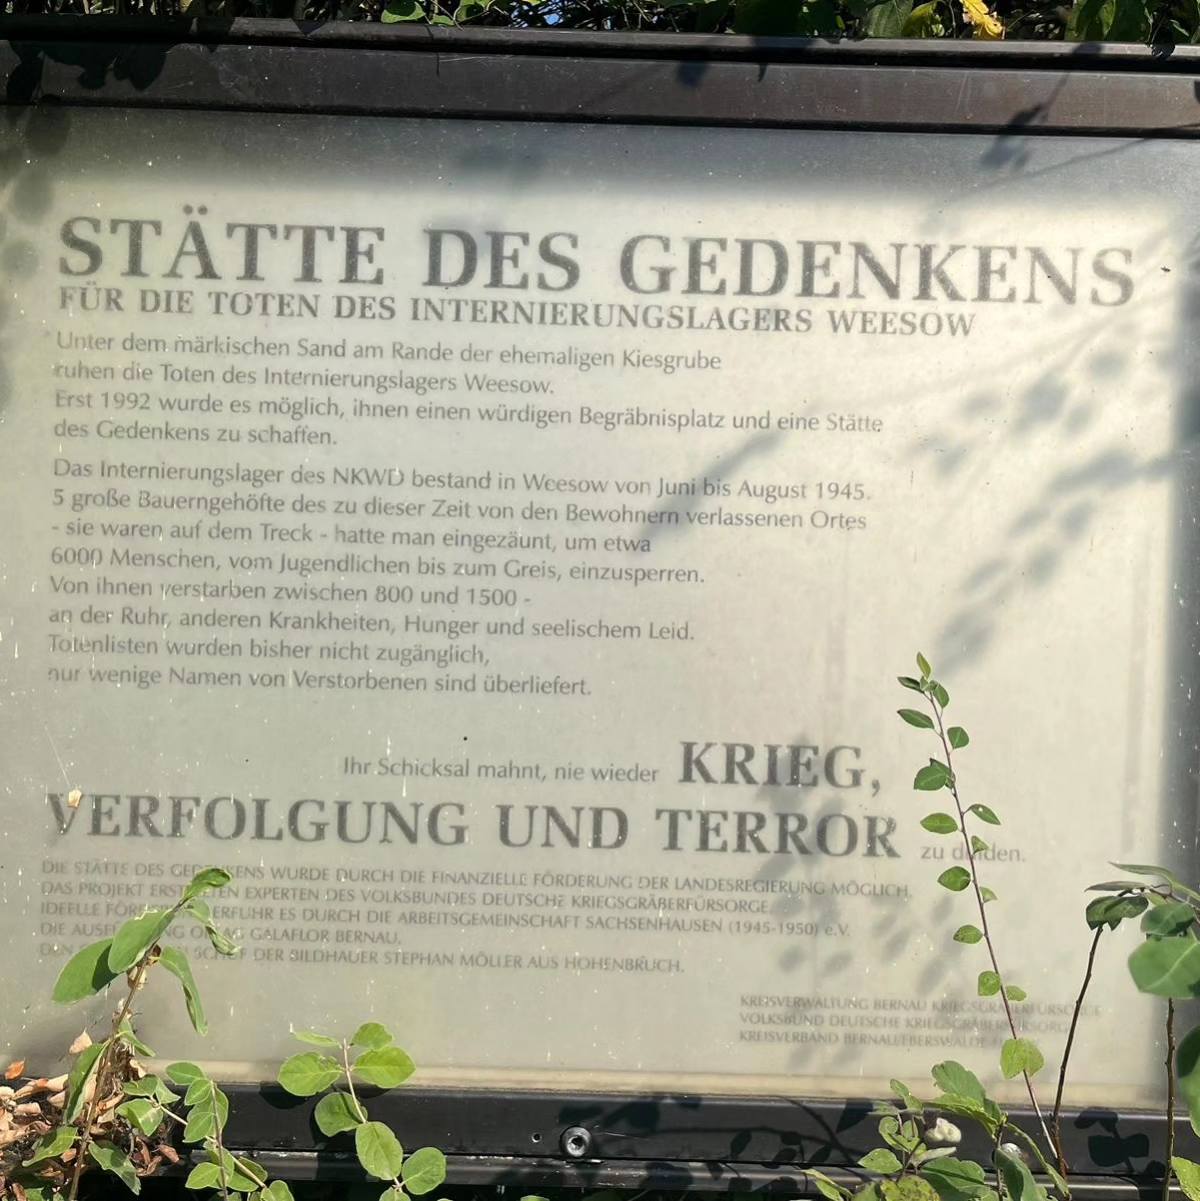 STÄTTE DES GEDENKENS
FÜR DIE TOTEN DES INTERNIERUNGSLAGERS WEESOW
Unter dem märkischen Sand am Rande der ehemaligen Kiesgrube
ruhen die Toten des Internierungslagers Weesow.
Erst 1992 wurde es möglich, ihnen einen würdigen Begräbnisplatz und eine Stätte
des Gedenkens zu schaffen.
Das Internierungslager des NKWD bestand in Weesow von Juni bis August 1945.
5 große Bauerngehöfte des zu dieser Zeit von den Bewohnern verlassenen Ortes
- sie waren auf dem Treck - hatte man eingezäunt, um etwa
6000 Menschen, vom Jugendlichen bis zum Greis, einzusperren.
Von ihnen verstarben zwischen 800 und 1500 -
an der Ruhr, anderen Krankheiten, Hunger und seelischem Leid.
Totenlisten wurden bisher nicht zugänglich,
nur wenige Namen von Verstorbenen sind überliefert.
Ihr Schicksal mahnt, nie wieder KRIEG,
VERFOLGUNG UND TERROR zu dulden.
DIE STÄTTE DES GEDENKENS WURDE DURCH DIE FINANZIELLE FÖRDERUNG DER LANDESREGIERUNG MÖGLICH.
DAS PROJEKT ERSTELLTEN EXPERTEN DES VOLKSBUNDES DEUTSCHE KRIEGSGRÄBERFÜRSORGE.
IDEELLE ERFUHR ES DURCH DIE ARBEITSGEMEINSCHAFT SACHSENHAUSEN (1945-1950) e.V.
DIE GALAFLOR BERNAU.
SCHUF DER BILDHAUER STEPHAN MÖLLER AUS HOHENBRUCH.
KREISVERWALTUNG BERNAU KRIEGSGRÄBERFÜRSORGE
VOLKSBUND DEUTSCHE KRIEGSGRÄBERFÜRSORGE
KREISVERBAND BERNAU/EBERSWALDE